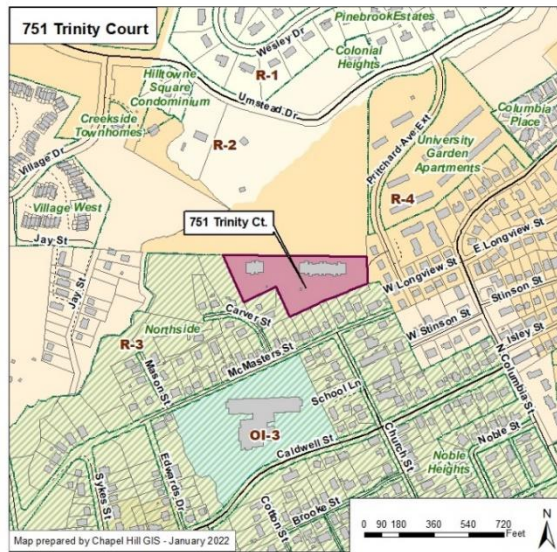 751 Trinity Court
Pinebrook Estates
Wesley Dr
Colonial
Heights
R-1
Hilltowne
Square
Condominium
Umstead Dr
Creekside
Townhomes
R-2
Village Dr
Pritchard Ave Ext
Columbia
Place
University
Garden
Apartments
Village West
R-4
Jay St
751 Trinity Ct.
E Longview St
Jay St
W Longview St
Stinson St
Carver St
Northside
W Stinson St
R-3
McMasters St
Isley St
Mason St
School Ln
N Columbia St
OI-3
Caldwell St
Church St
Noble St
Noble
Heights
Sykes St
Edwards Dr
Cotton St
Brooke St
0 90 180 360 540 720
Feet
N
Map prepared by Chapel Hill GIS - January 2022